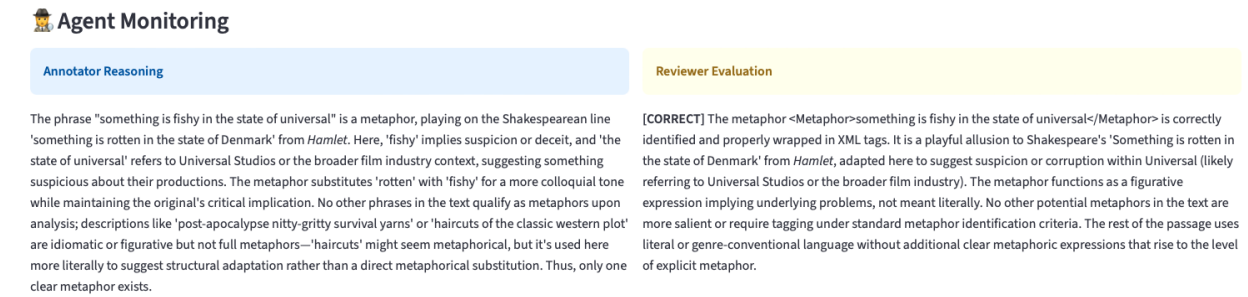 Agent Monitoring
Annotator Reasoning
The phrase "something is fishy in the state of universal" is a metaphor, playing on the Shakespearean line
'something is rotten in the state of Denmark' from Hamlet. Here, 'fishy' implies suspicion or deceit, and 'the
state of universal' refers to Universal Studios or the broader film industry context, suggesting something
suspicious about their productions. The metaphor substitutes 'rotten' with 'fishy' for a more colloquial tone
while maintaining the original's critical implication. No other phrases in the text qualify as metaphors upon
analysis; descriptions like 'post-apocalypse nitty-gritty survival yarns' or 'haircuts of the classic western plot'
are idiomatic or figurative but not full metaphors—'haircuts' might seem metaphorical, but it's used here
more literally to suggest structural adaptation rather than a direct metaphorical substitution. Thus, only one
clear metaphor exists.
Reviewer Evaluation
[CORRECT] The metaphor <Metaphor>something is fishy in the state of universal</Metaphor> is correctly
identified and properly wrapped in XML tags. It is a playful allusion to Shakespeare's 'Something is rotten in
the state of Denmark' from Hamlet, adapted here to suggest suspicion or corruption within Universal (likely
referring to Universal Studios or the broader film industry). The metaphor functions as a figurative
expression implying underlying problems, not meant literally. No other potential metaphors in the text are
more salient or require tagging under standard metaphor identification criteria. The rest of the passage uses
literal or genre-conventional language without additional clear metaphoric expressions that rise to the level
of explicit metaphor.